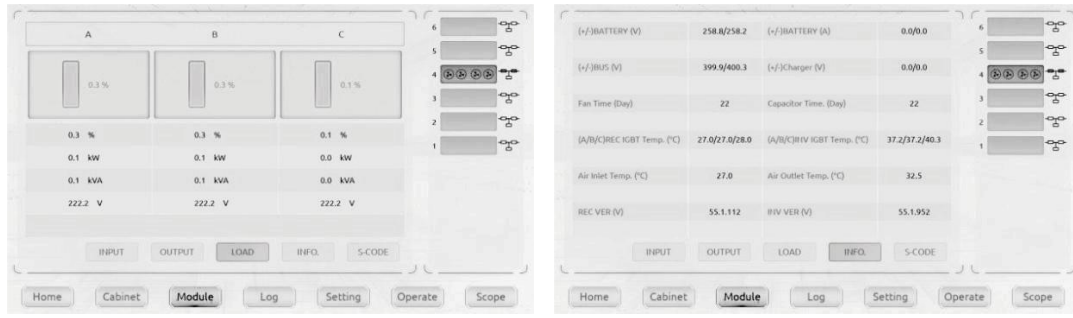 A B C
0.3 % 0.3 % 0.1 %
0.3 % 0.3 % 0.1 %
0.1 kW 0.1 kW 0.0 kW
0.1 kVA 0.1 kVA 0.0 kVA
222.2 V 222.2 V 222.2 V
INPUT OUTPUT LOAD INFO. S-CODE
6
5
4
3
2
1
Home Cabinet Module Log Setting Operate Scope
(+/-)BATTERY (V) 258.8/258.2 (+/-)BATTERY (A) 0.0/0.0
(+/-)BUS (V) 399.9/400.3 (+/-)Charger (V) 0.0/0.0
Fan Time (Day) 22 Capacitor Time. (Day) 22
(A/B/C)REC IGBT Temp. (°C) 27.0/27.0/28.0 (A/B/C)INV IGBT Temp. (°C) 37.2/37.2/40.3
Air Inlet Temp. (°C) 27.0 Air Outlet Temp. (°C) 32.5
REC VER (V) 55.1.112 INV VER (V) 55.1.952
INPUT OUTPUT LOAD INFO. S-CODE
6
5
4
3
2
1
Home Cabinet Module Log Setting Operate Scope